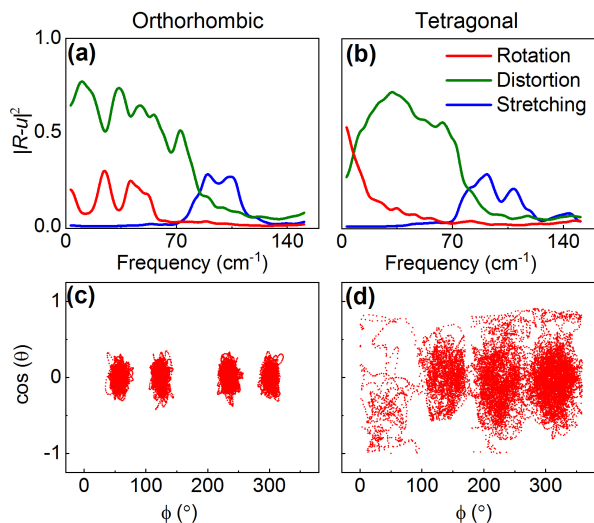 Orthorhombic
Tetragonal
1.0
0.5
0.0
|R-u|²
(a)
0
70
140
Frequency (cm⁻¹)
(b)
Rotation
Distortion
Stretching
0
70
140
Frequency (cm⁻¹)
(c)
1
0
-1
cos (θ)
0
100
200
300
ϕ (°)
(d)
0
100
200
300
ϕ (°)